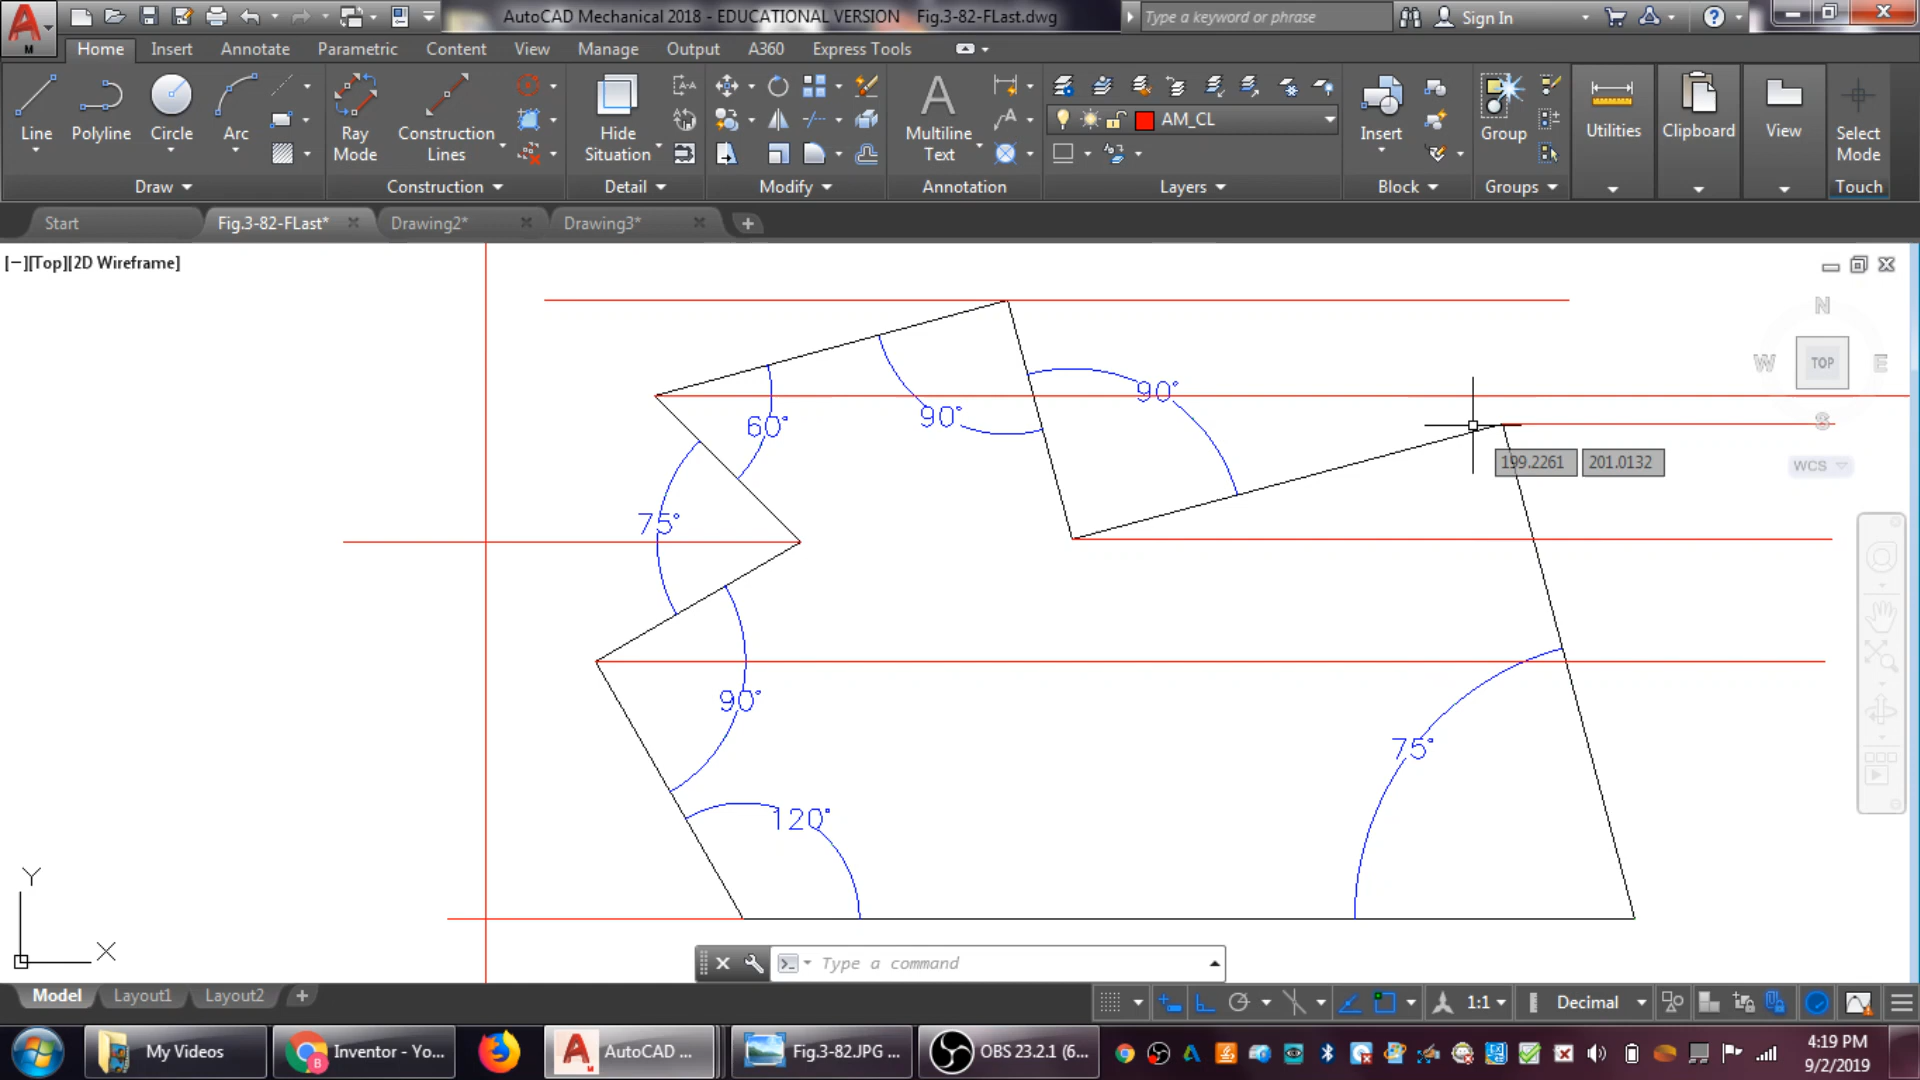 AutoCAD Mechanical 2018 - EDUCATIONAL VERSION Fig.3-82-FLast.dwg Type a keyword or phrase Sign In
Home Insert Annotate Parametric Content View Manage Output A360 Express Tools
Line Polyline Circle Arc Ray Mode Construction Lines Hide Situation Multiline Text AM_CL Insert Group Utilities Clipboard View Select Mode
Draw Construction Detail Modify Annotation Layers Block Groups Touch
Start Fig.3-82-FLast* Drawing2* Drawing3*
[−][Top][2D Wireframe]
N
W TOP E
S
WCS
90°
90°
60°
199.2261 201.0132
75°
90°
75°
120°
Y
X
Type a command
Model Layout1 Layout2 1:1 Decimal
My Videos Inventor - Yo... AutoCAD ... Fig.3-82.JPG ... OBS 23.2.1 (6... 4:19 PM
9/2/2019